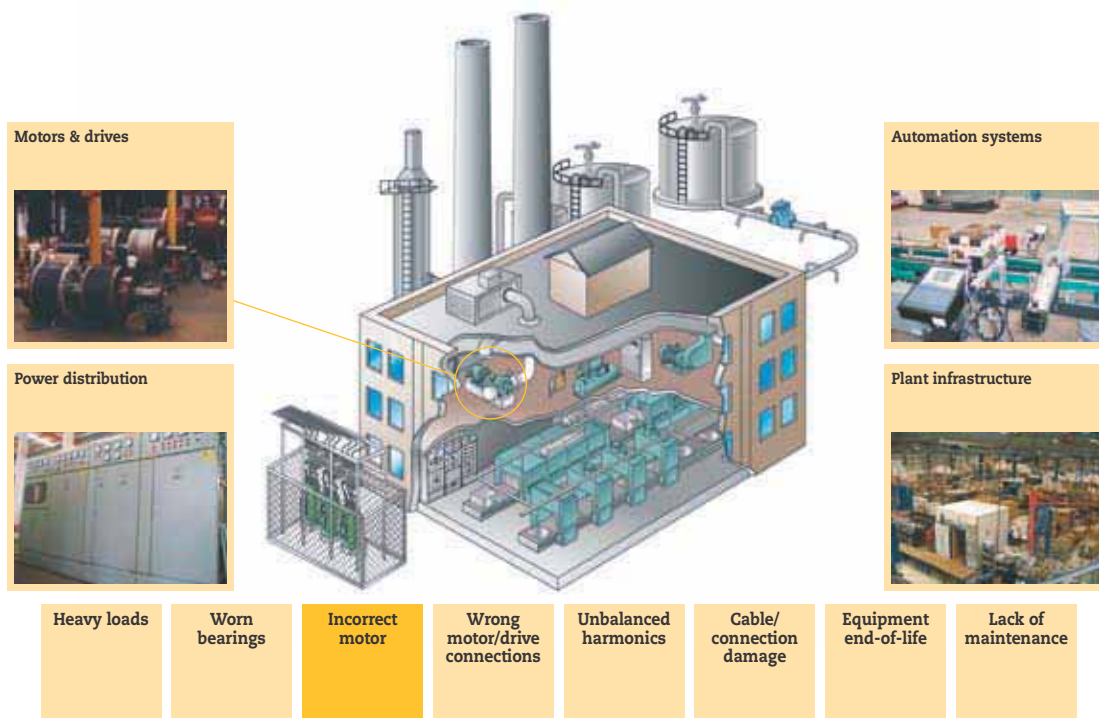 Motors & drives
Automation systems
Power distribution
Plant infrastructure
Heavy loads
Worn
bearings
Incorrect
motor
Wrong
motor/drive
connections
Unbalanced
harmonics
Cable/
connection
damage
Equipment
end-of-life
Lack of
maintenance